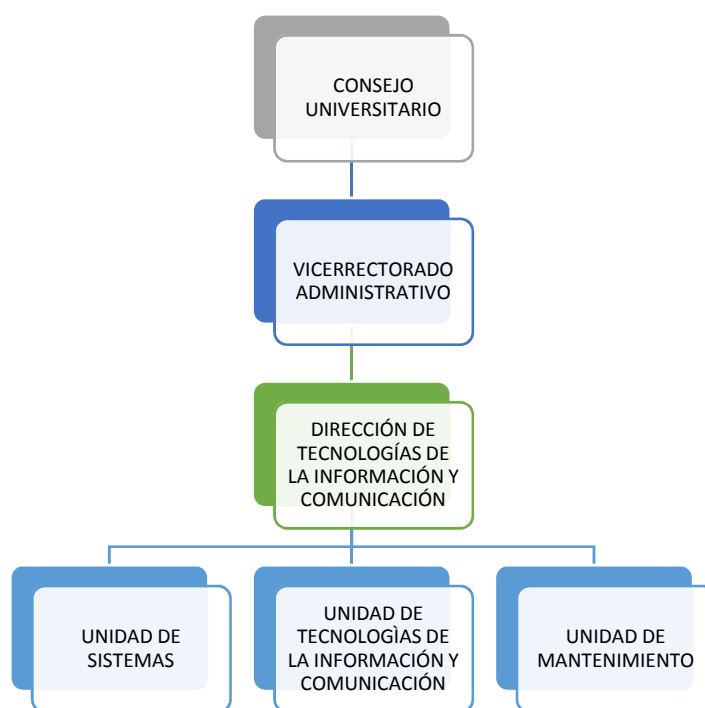 CONSEJO
UNIVERSITARIO
VICERRECTORADO
ADMINISTRATIVO
DIRECCIÓN DE
TECNOLOGÍAS DE
LA INFORMACIÓN Y
COMUNICACIÓN
UNIDAD DE
SISTEMAS
UNIDAD DE
TECNOLOGÌAS DE
LA INFORMACIÓN Y
COMUNICACIÓN
UNIDAD DE
MANTENIMIENTO